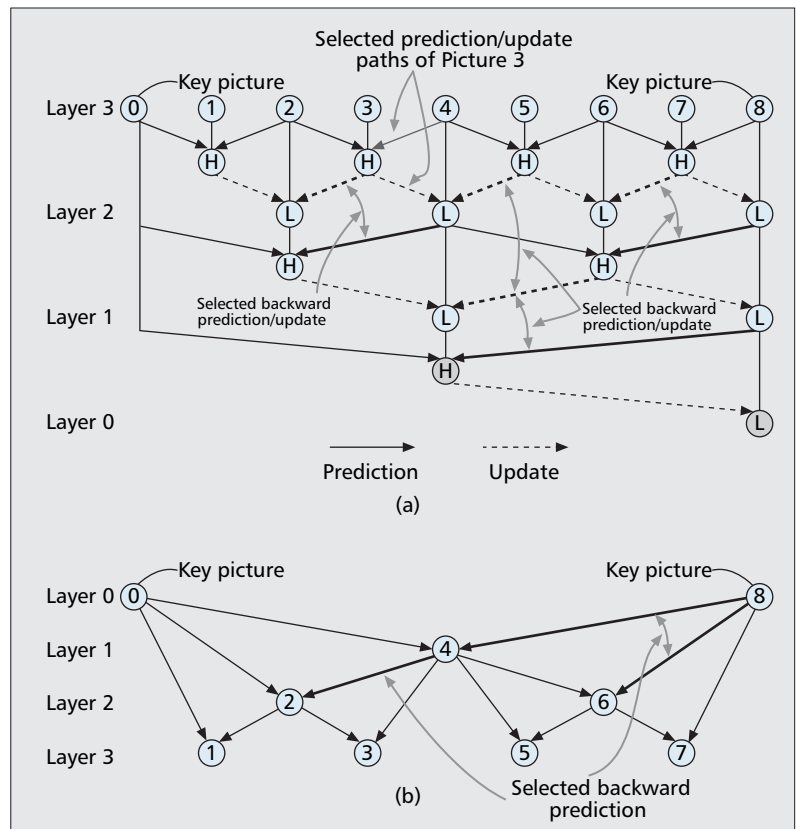 Selected prediction/update
paths of Picture 3
Key picture
Key picture
Layer 3
0 1 2 3 4 5 6 7 8
H H H H
Layer 2
L L L L
H H
Selected backward
prediction/update
Selected backward
prediction/update
Layer 1
L L
H
Layer 0
L
Prediction
Update
(a)
Key picture
Key picture
Layer 0
0 8
Layer 1
4
Layer 2
2 6
Layer 3
1 3 5 7
Selected backward
prediction
(b)